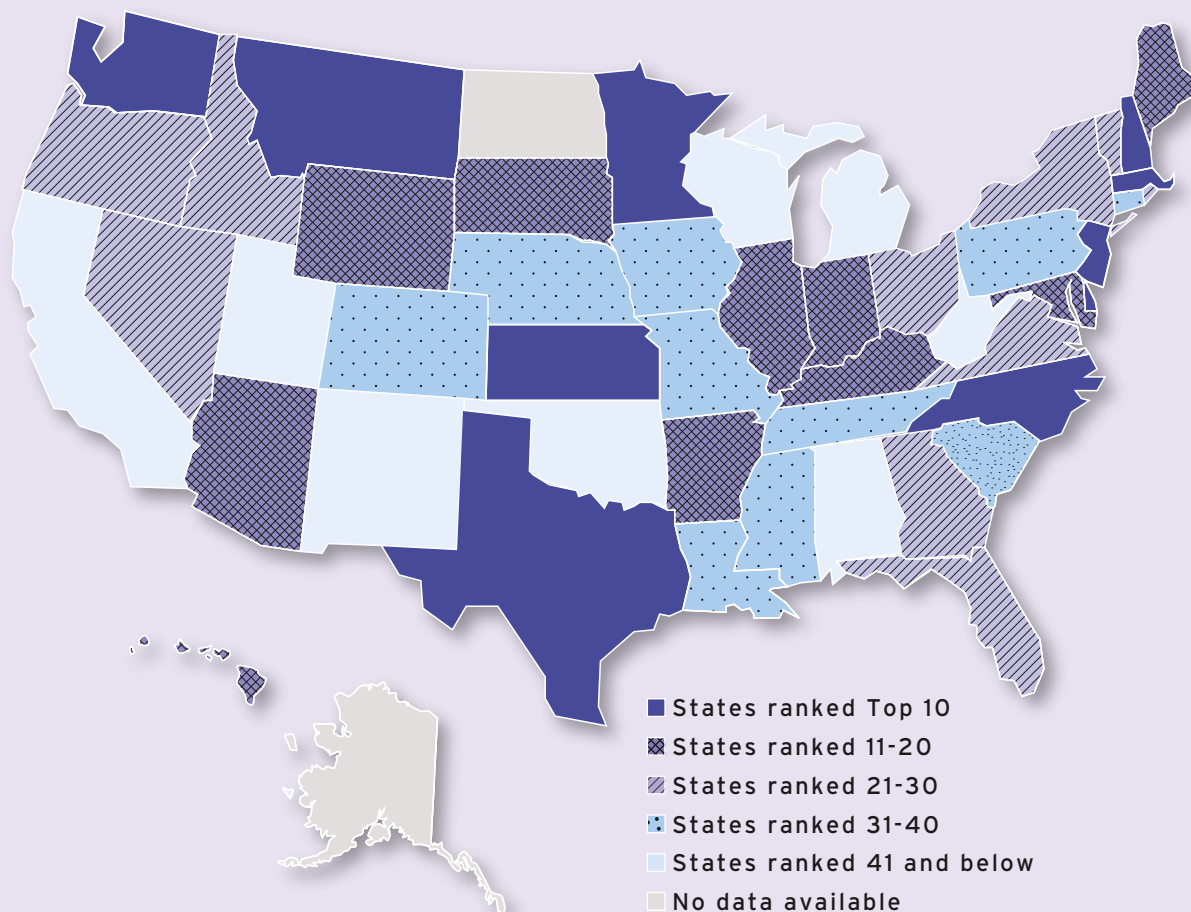 States ranked Top 10
States ranked 11-20
States ranked 21-30
States ranked 31-40
States ranked 41 and below
No data available